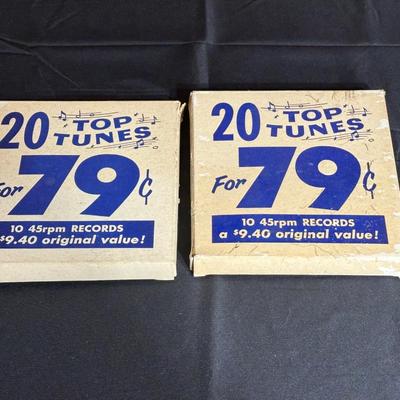 20 TOP
TUNES
For 79¢
10 45rpm RECORDS
$9.40 original value!
20 TOP
TUNES
For 79¢
10 45rpm RECORDS
a $9.40 original value!